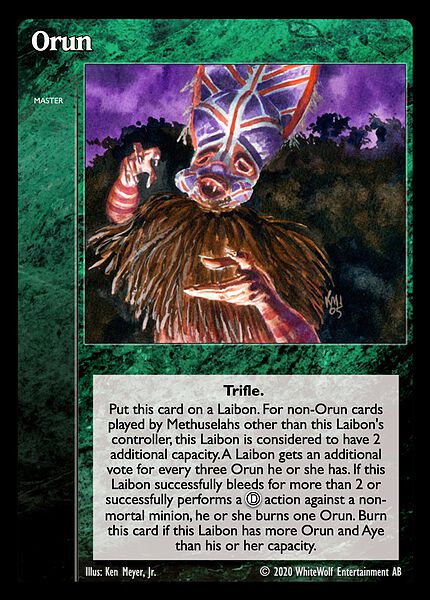 Orun
MASTER
KMJ
05
Trifle.
Put this card on a Laibon. For non-Orun cards
played by Methuselahs other than this Laibon's
controller, this Laibon is considered to have 2
additional capacity. A Laibon gets an additional
vote for every three Orun he or she has. If this
Laibon successfully bleeds for more than 2 or
successfully performs a Ⓓ action against a non-
mortal minion, he or she burns one Orun. Burn
this card if this Laibon has more Orun and Aye
than his or her capacity.
Illus: Ken Meyer, Jr.
© 2020 WhiteWolf Entertainment AB